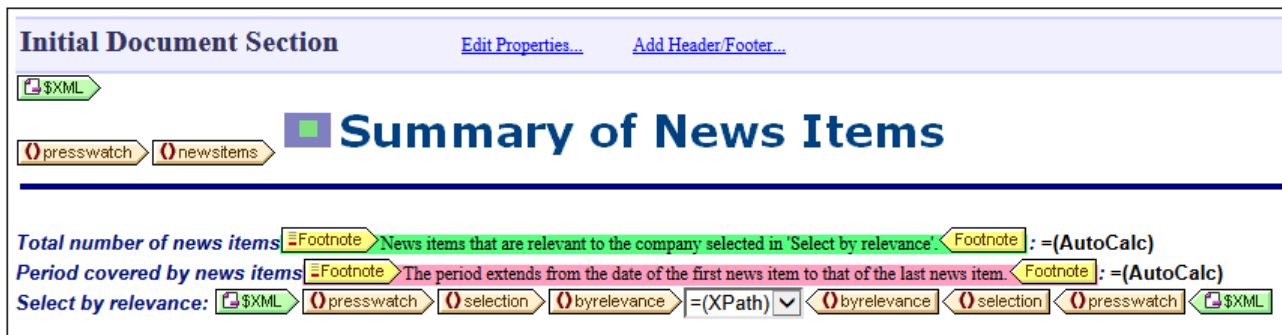 Initial Document Section Edit Properties... Add Header/Footer...
$XML
()presswatch ()newsitems Summary of News Items
Total number of news items Footnote News items that are relevant to the company selected in 'Select by relevance'. Footnote : =(AutoCalc)
Period covered by news items Footnote The period extends from the date of the first news item to that of the last news item. Footnote : =(AutoCalc)
Select by relevance: $XML ()presswatch ()selection ()byrelevance =(XPath) ()byrelevance ()selection ()presswatch $XML